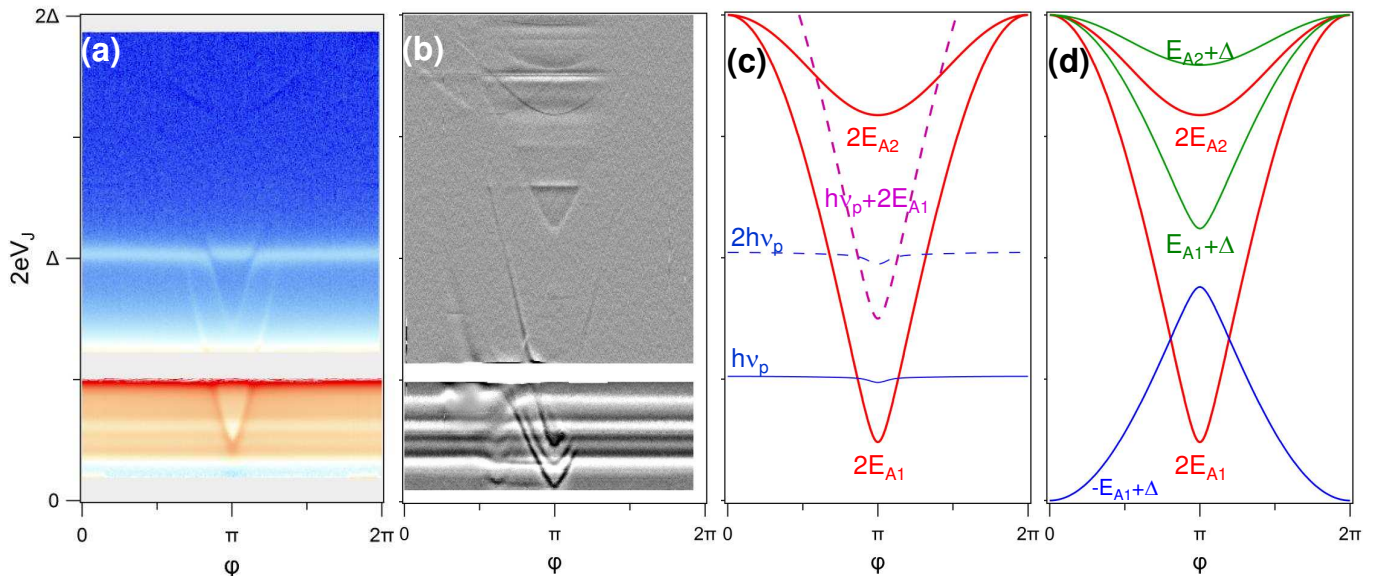 2Δ
(a)
(b)
(c)
(d)
E_A2+Δ
2E_A2
2E_A2
hν_p+2E_A1
2hν_p
E_A1+Δ
2eV_J
Δ
hν_p
2E_A1
2E_A1
-E_A1+Δ
0
0 π 2π
0 π 2π
0 π 2π
0 π 2π
φ
φ
φ
φ